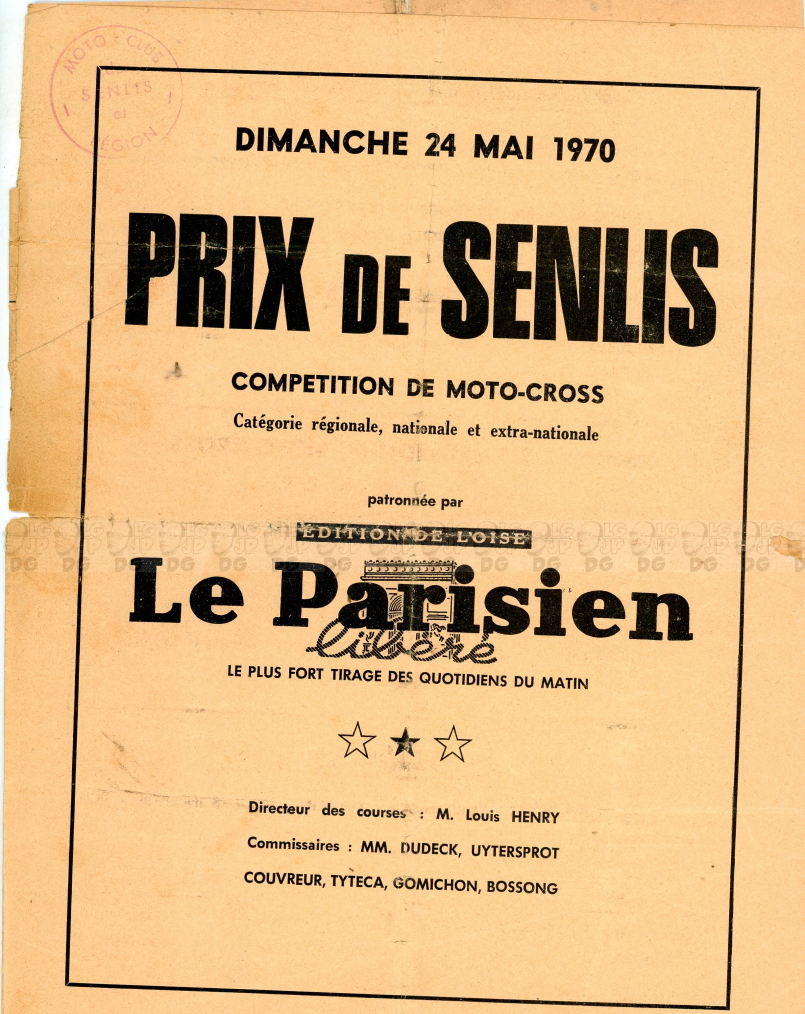 MOTO - CLUB
SENLIS
et
RÉGION
DIMANCHE 24 MAI 1970
PRIX DE SENLIS
COMPETITION DE MOTO-CROSS
Catégorie régionale, nationale et extra-nationale
patronnée par
ÉDITION DE L'OISE
Le Parisien
libéré
LE PLUS FORT TIRAGE DES QUOTIDIENS DU MATIN
Directeur des courses : M. Louis HENRY
Commissaires : MM. DUDECK, UYTERSPROT
COUVREUR, TYTECA, GOMICHON, BOSSONG